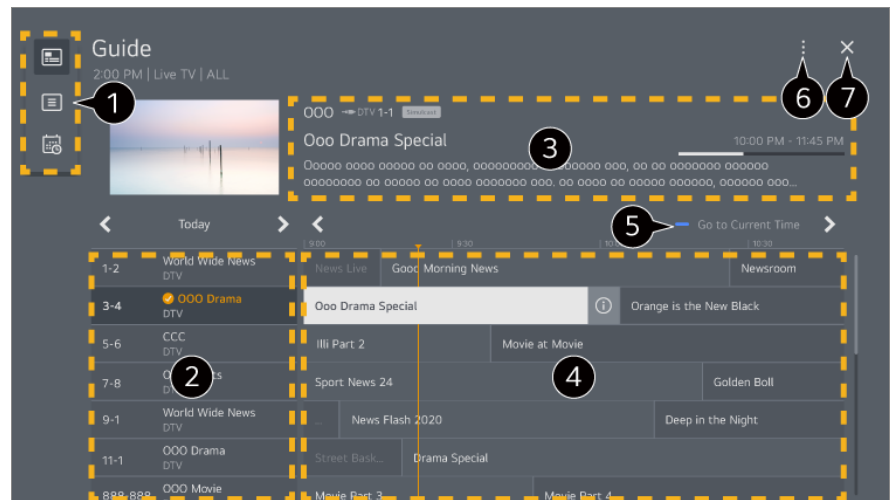 Guide
2:00 PM | Live TV | ALL
1
6
7
OOO DTV 1-1 Simulcast
Ooo Drama Special
3
10:00 PM - 11:45 PM
Ooooo oooo ooooo oo oooo,
ooo, oo oo ooooooo oooooo
oooooooo oo ooooo oo oooo ooooooo ooo. oo oooo oo ooooo oooooo, oooooo ooo...
Today
5
Go to Current Time
9:00
9:30
10:30
1-2 World Wide News
DTV
News Live
Good Morning News
Newsroom
3-4 OOO Drama
DTV
Ooo Drama Special
Orange is the New Black
5-6 CCC
DTV
Illi Part 2
Movie at Movie
7-8
2
Sport News 24
4
Golden Boll
9-1 World Wide News
DTV
...
News Flash 2020
Deep in the Night
11-1 OOO Drama
DTV
Street Bask...
Drama Special
888-888 OOO Movie
Movie Part 3
Movie Part 4